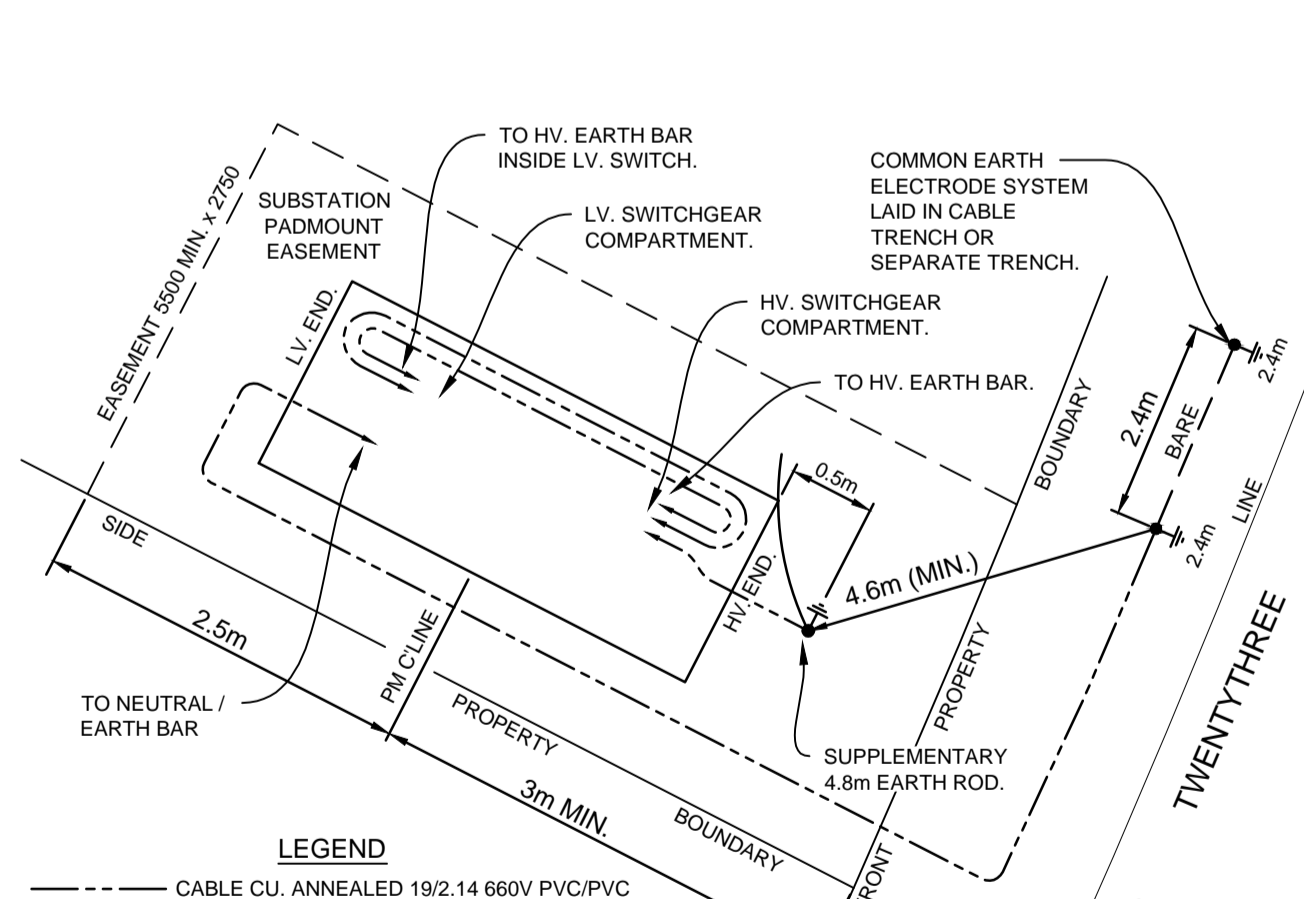 TO HV. EARTH BAR
INSIDE LV. SWITCH.
COMMON EARTH
ELECTRODE SYSTEM
LAID IN CABLE
TRENCH OR
SEPARATE TRENCH.
EASEMENT 5500 MIN. x 2750
SUBSTATION
PADMOUNT
EASEMENT
LV. SWITCHGEAR
COMPARTMENT.
LV. END.
HV. SWITCHGEAR
COMPARTMENT.
TO HV. EARTH BAR.
BOUNDARY
2.4m
BARE
2.4m
2.4m
LINE
0.5m
4.6m (MIN.)
HV. END.
SIDE
2.5m
PM C'LINE
TO NEUTRAL /
EARTH BAR
PROPERTY
PROPERTY
SUPPLEMENTARY
4.8m EARTH ROD.
TWENTYTHREE
3m MIN.
BOUNDARY
LEGEND
CABLE CU. ANNEALED 19/2.14 660V PVC/PVC